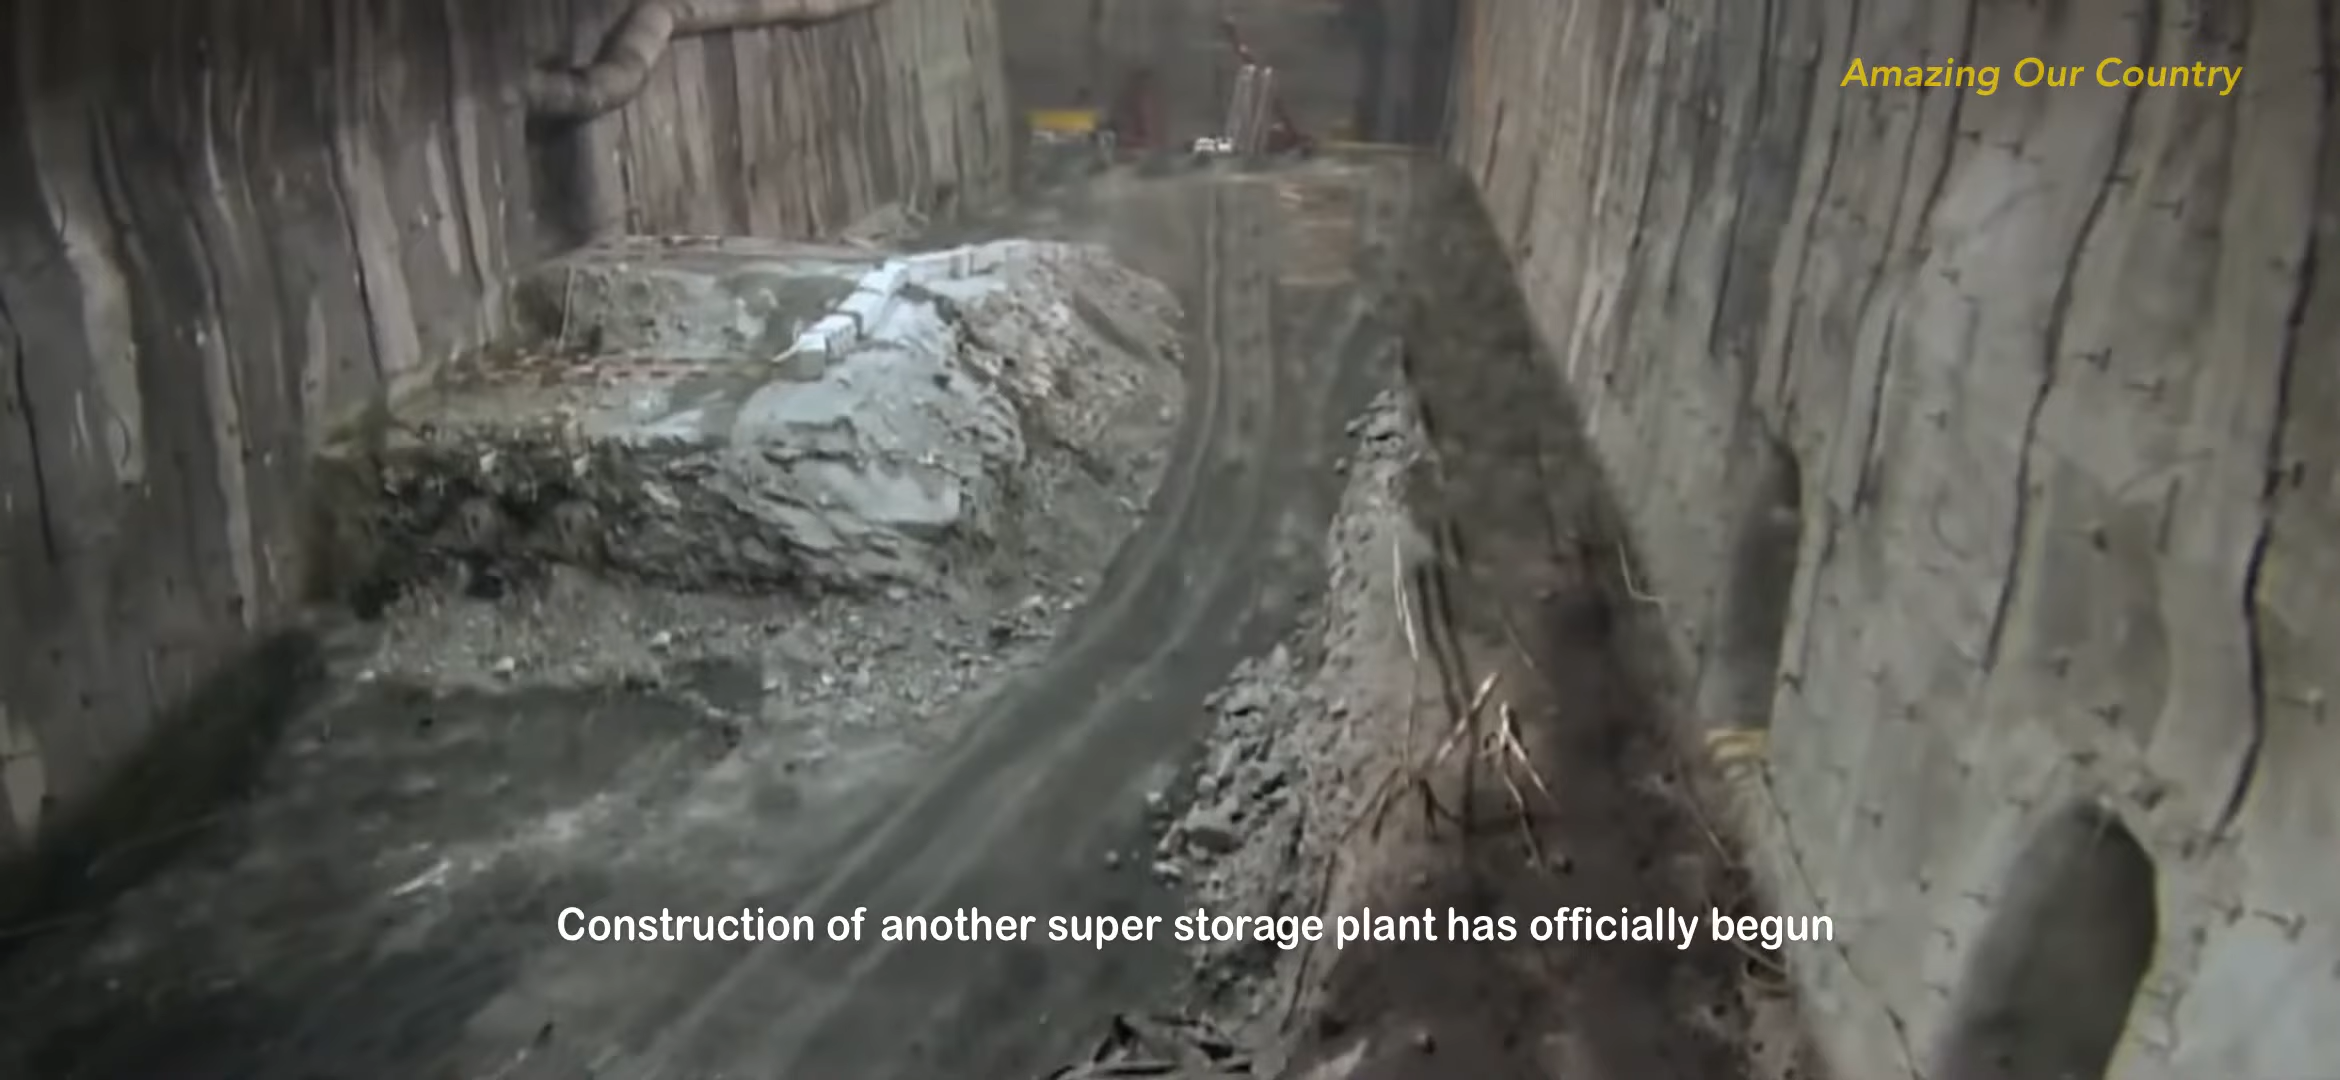 Amazing Our Country
Construction of another super storage plant has officially begun